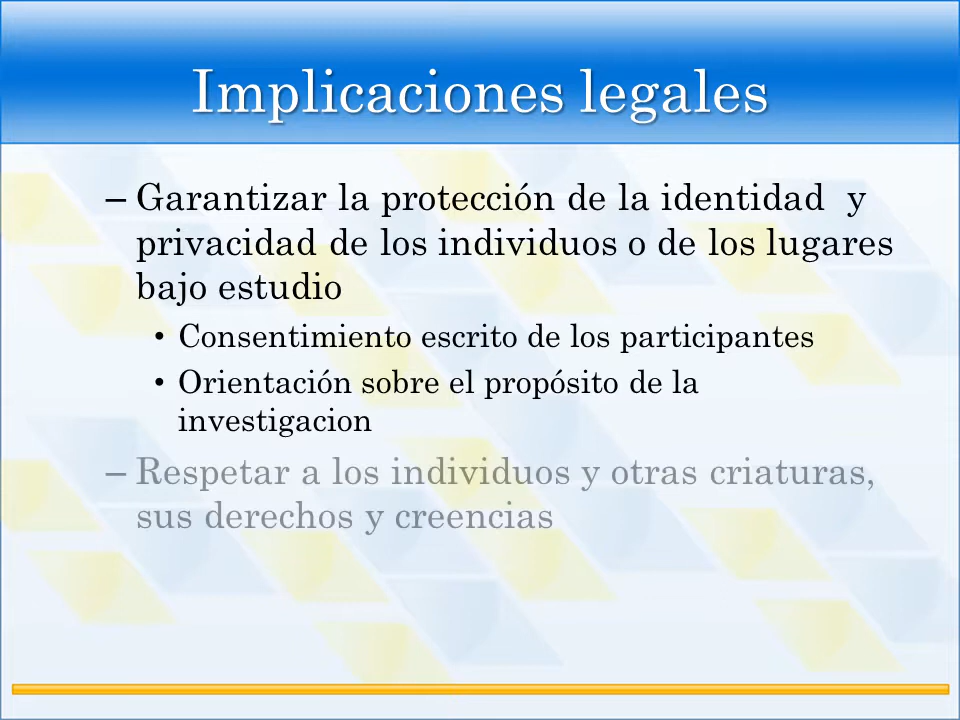 Implicaciones legales
– Garantizar la protección de la identidad  y
privacidad de los individuos o de los lugares
bajo estudio
• Consentimiento escrito de los participantes
• Orientación sobre el propósito de la
investigacion
– Respetar a los individuos y otras criaturas,
sus derechos y creencias